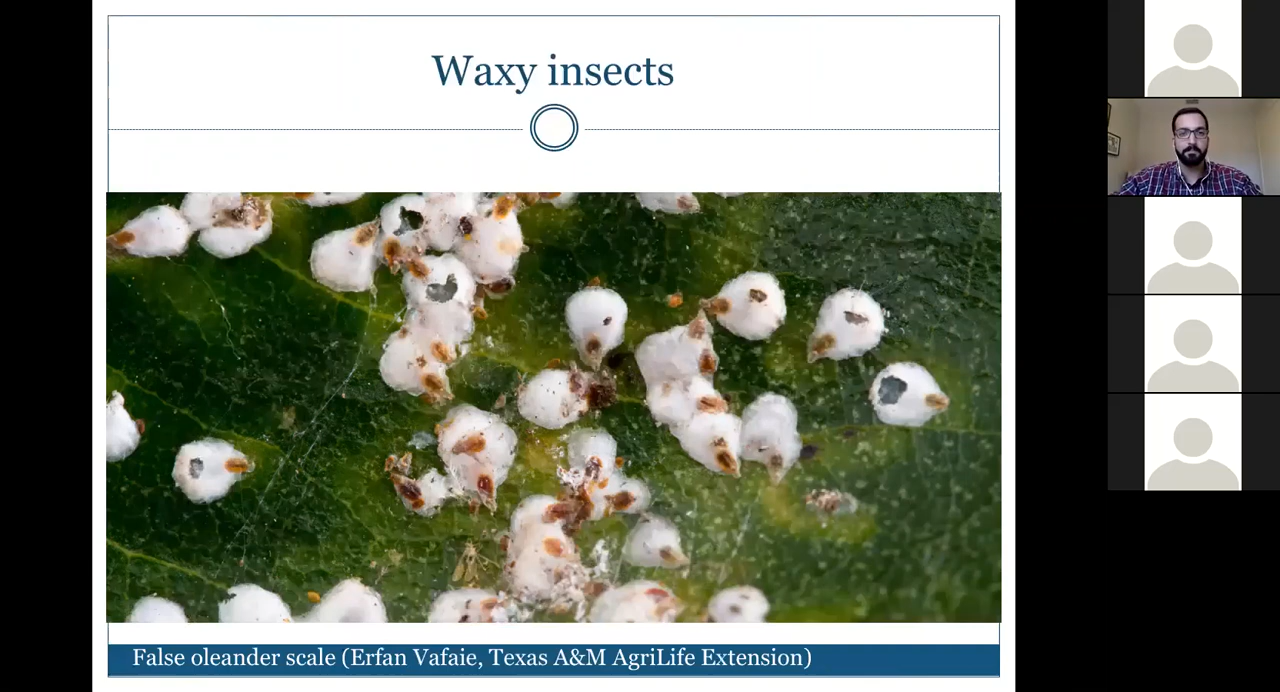 Waxy insects
False oleander scale (Erfan Vafaie, Texas A&M AgriLife Extension)